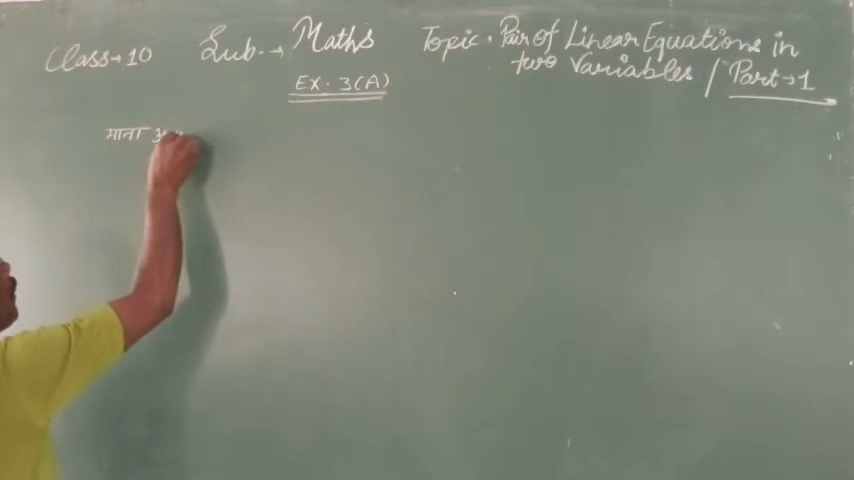 Class→10 Sub.→ Maths Topic. Pair of Linear Equations in
two Variables / Part→1
Ex. 3(A)
माना